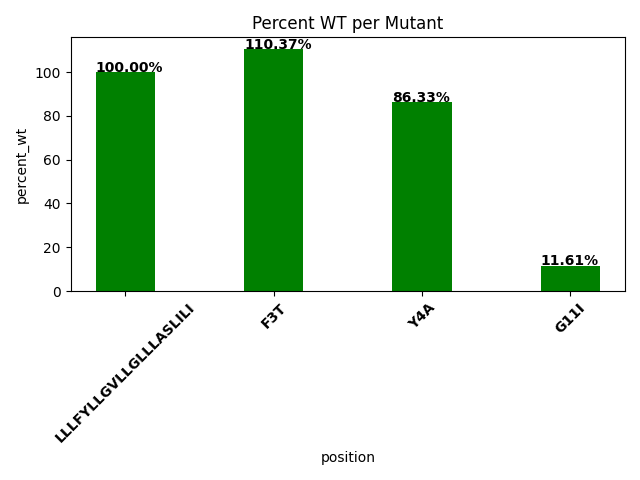 Percent WT per Mutant
percent_wt
100
80
60
40
20
0
100.00%
110.37%
86.33%
11.61%
LLLFYLLGVLLGLLLASLILI
F3T
Y4A
G11I
position